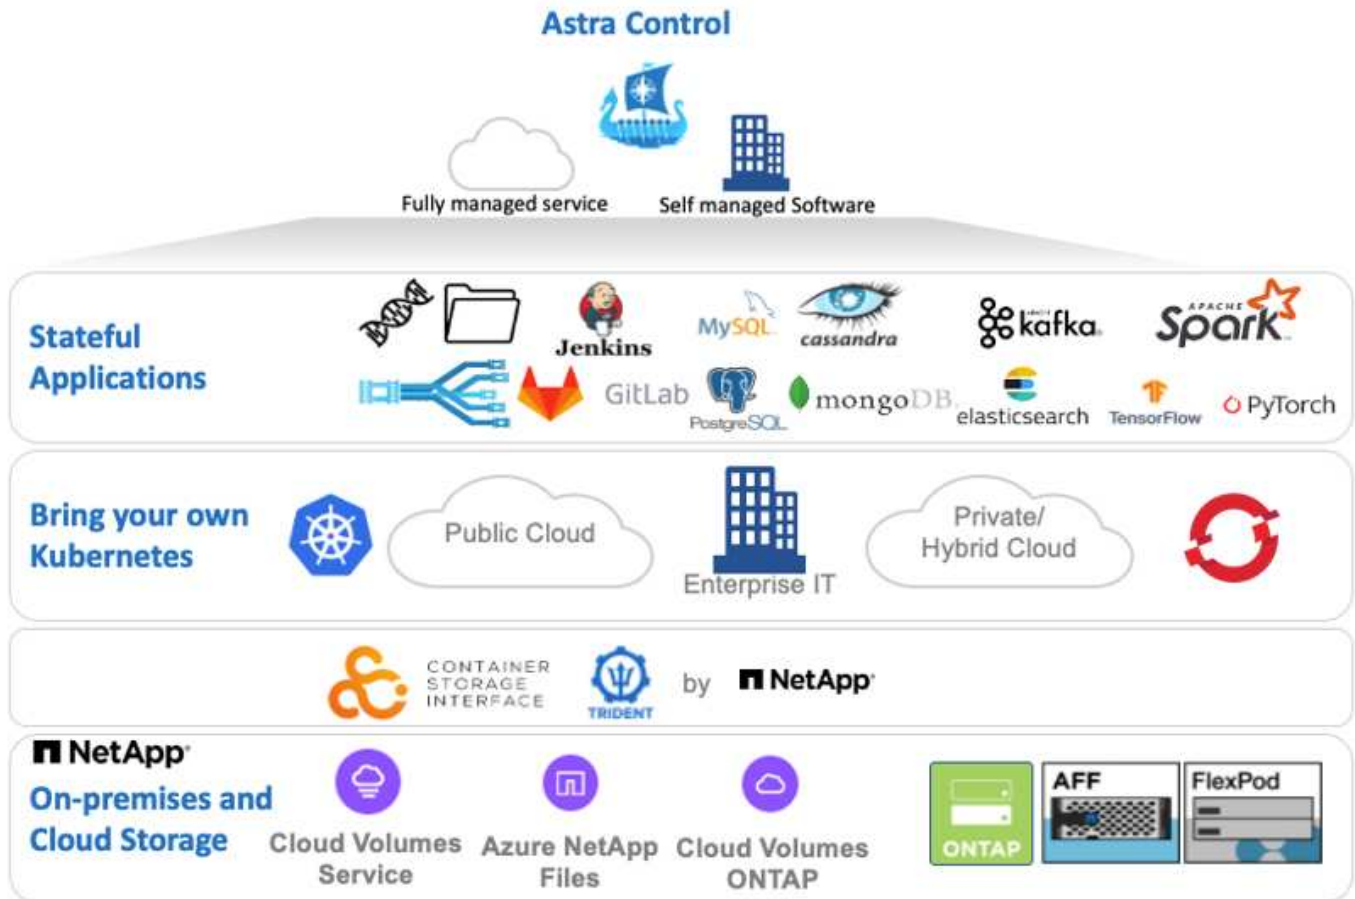 Astra Control
Fully managed service
Self managed Software
Stateful
Applications
Jenkins
MySQL
cassandra
kafka
APACHE
Spark
GitLab
PostgreSQL
mongoDB
elasticsearch
TensorFlow
PyTorch
Bring your own
Kubernetes
Public Cloud
Enterprise IT
Private/
Hybrid Cloud
CONTAINER
STORAGE
INTERFACE
TRIDENT
by
NetApp
NetApp
On-premises and
Cloud Storage
Cloud Volumes
Service
Azure NetApp
Files
Cloud Volumes
ONTAP
ONTAP
AFF
FlexPod